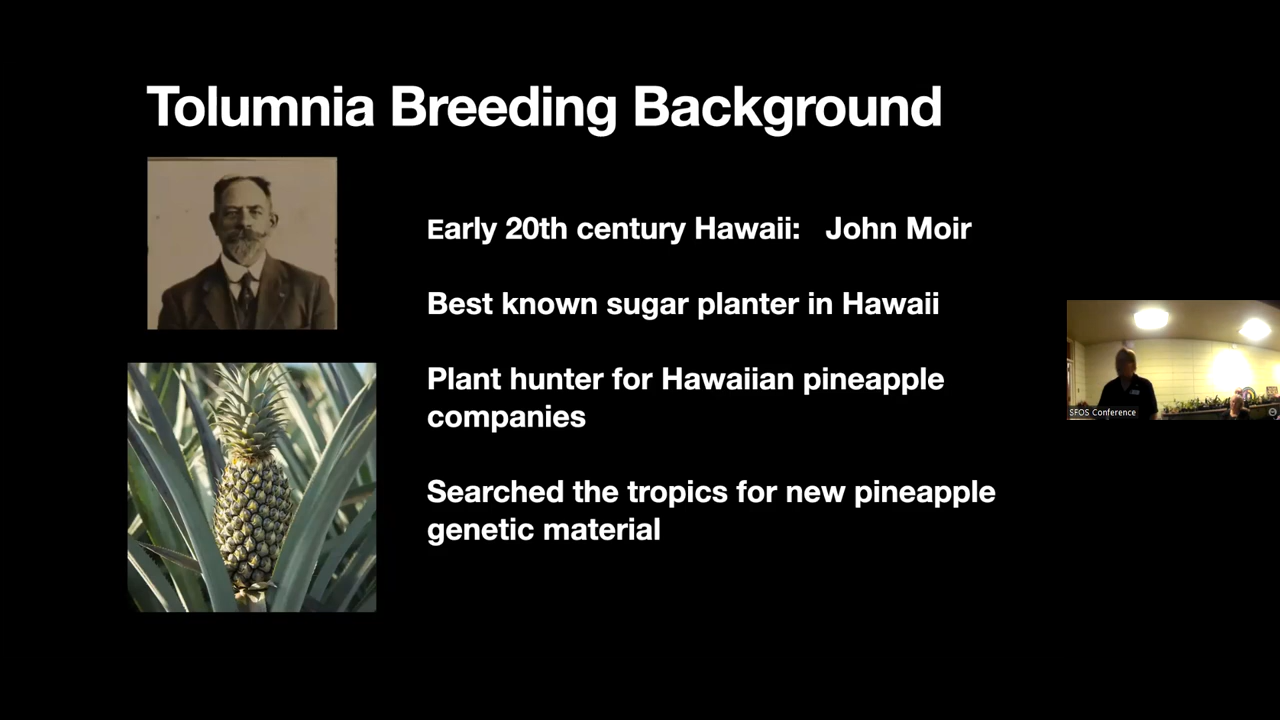 Tolumnia Breeding Background
Early 20th century Hawaii: John Moir
Best known sugar planter in Hawaii
Plant hunter for Hawaiian pineapple
companies
Searched the tropics for new pineapple
genetic material
SFOS Conference